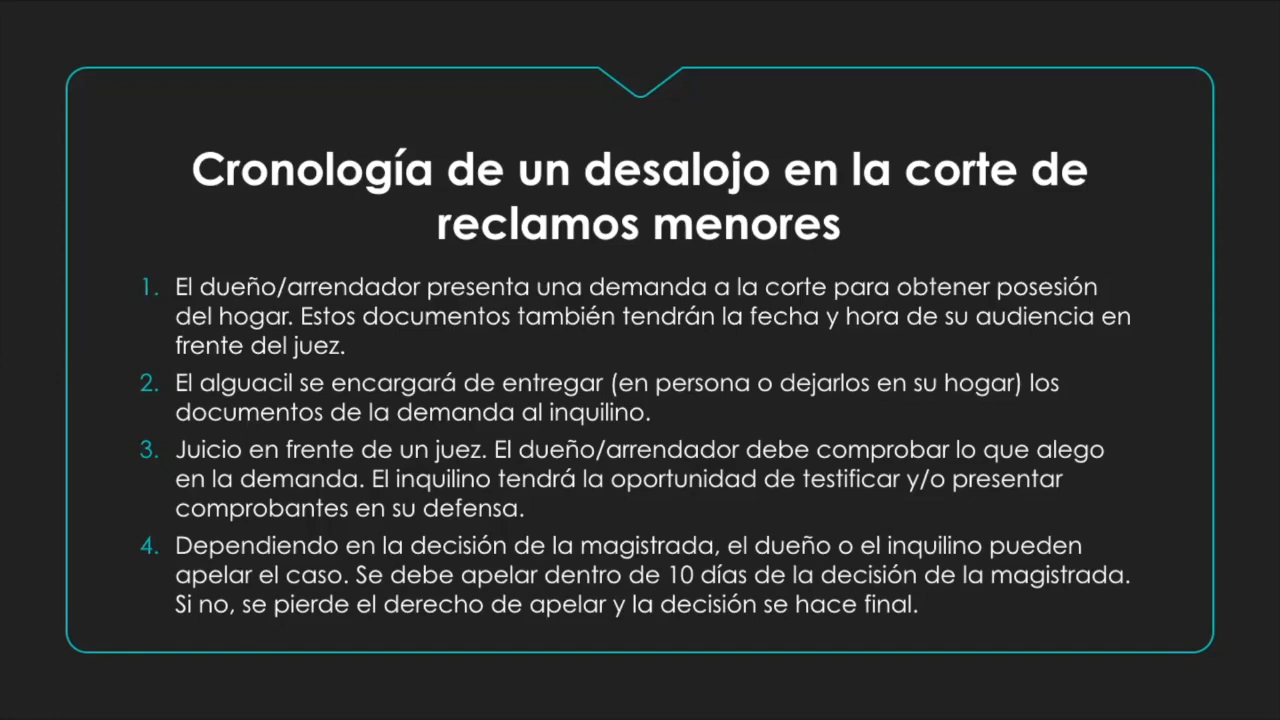 Cronología de un desalojo en la corte de
reclamos menores
1. El dueño/arrendador presenta una demanda a la corte para obtener posesión
del hogar. Estos documentos también tendrán la fecha y hora de su audiencia en
frente del juez.
2. El alguacil se encargará de entregar (en persona o dejarlos en su hogar) los
documentos de la demanda al inquilino.
3. Juicio en frente de un juez. El dueño/arrendador debe comprobar lo que alego
en la demanda. El inquilino tendrá la oportunidad de testificar y/o presentar
comprobantes en su defensa.
4. Dependiendo en la decisión de la magistrada, el dueño o el inquilino pueden
apelar el caso. Se debe apelar dentro de 10 días de la decisión de la magistrada.
Si no, se pierde el derecho de apelar y la decisión se hace final.